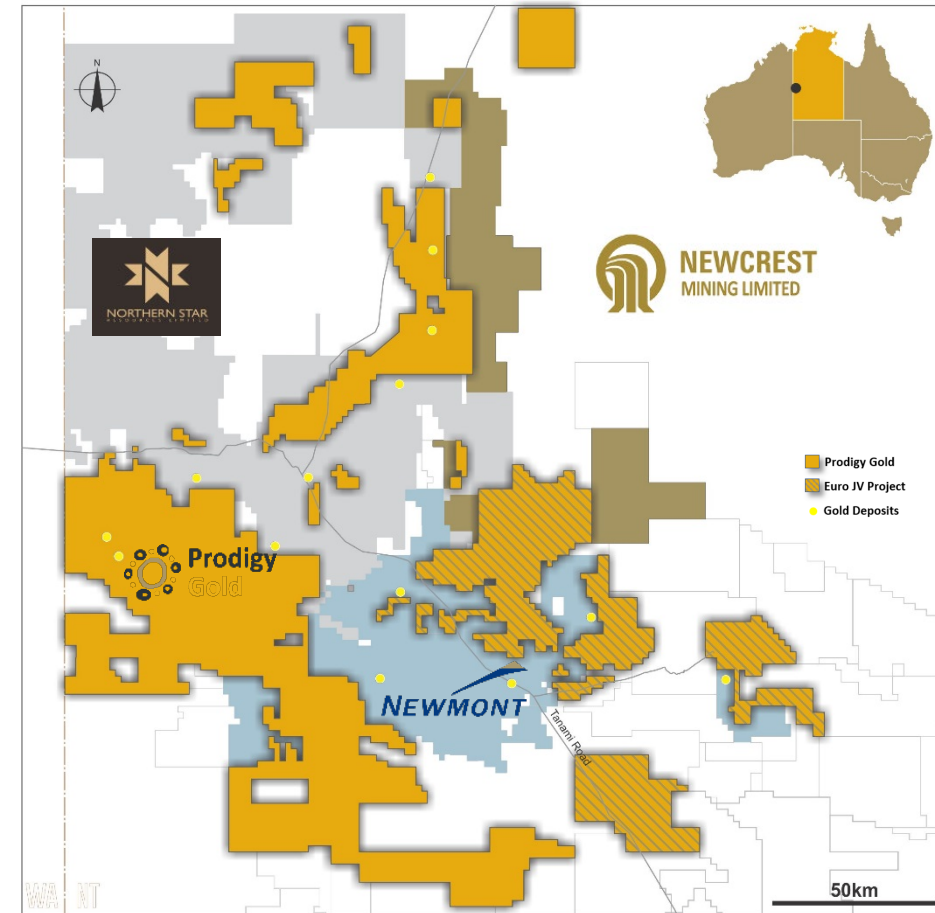 N
NORTHERN STAR
RESOURCES LIMITED
NEWCREST
MINING LIMITED
Prodigy Gold
Euro JV Project
Gold Deposits
Prodigy
Gold
NEWMONT
Tanami Road
WA NT
50km